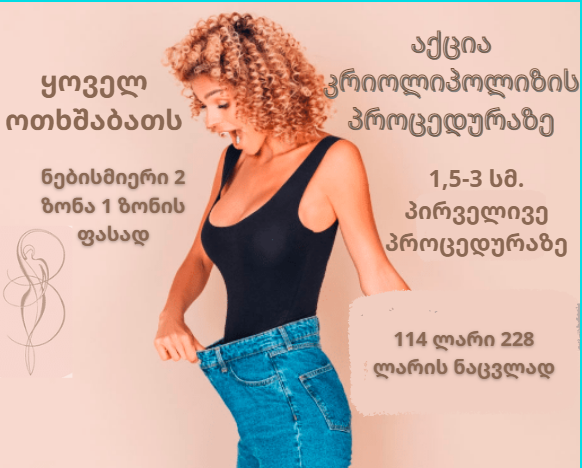 ყოველ
ოთხშაბათს
ნებისმიერი 2
ზონა 1 ზონის
ფასად
აქცია
კრიოლიპოლიზის
პროცედურაზე
1,5-3 სმ.
პირველივე
პროცედურაზე
114 ლარი 228
ლარის ნაცვლად